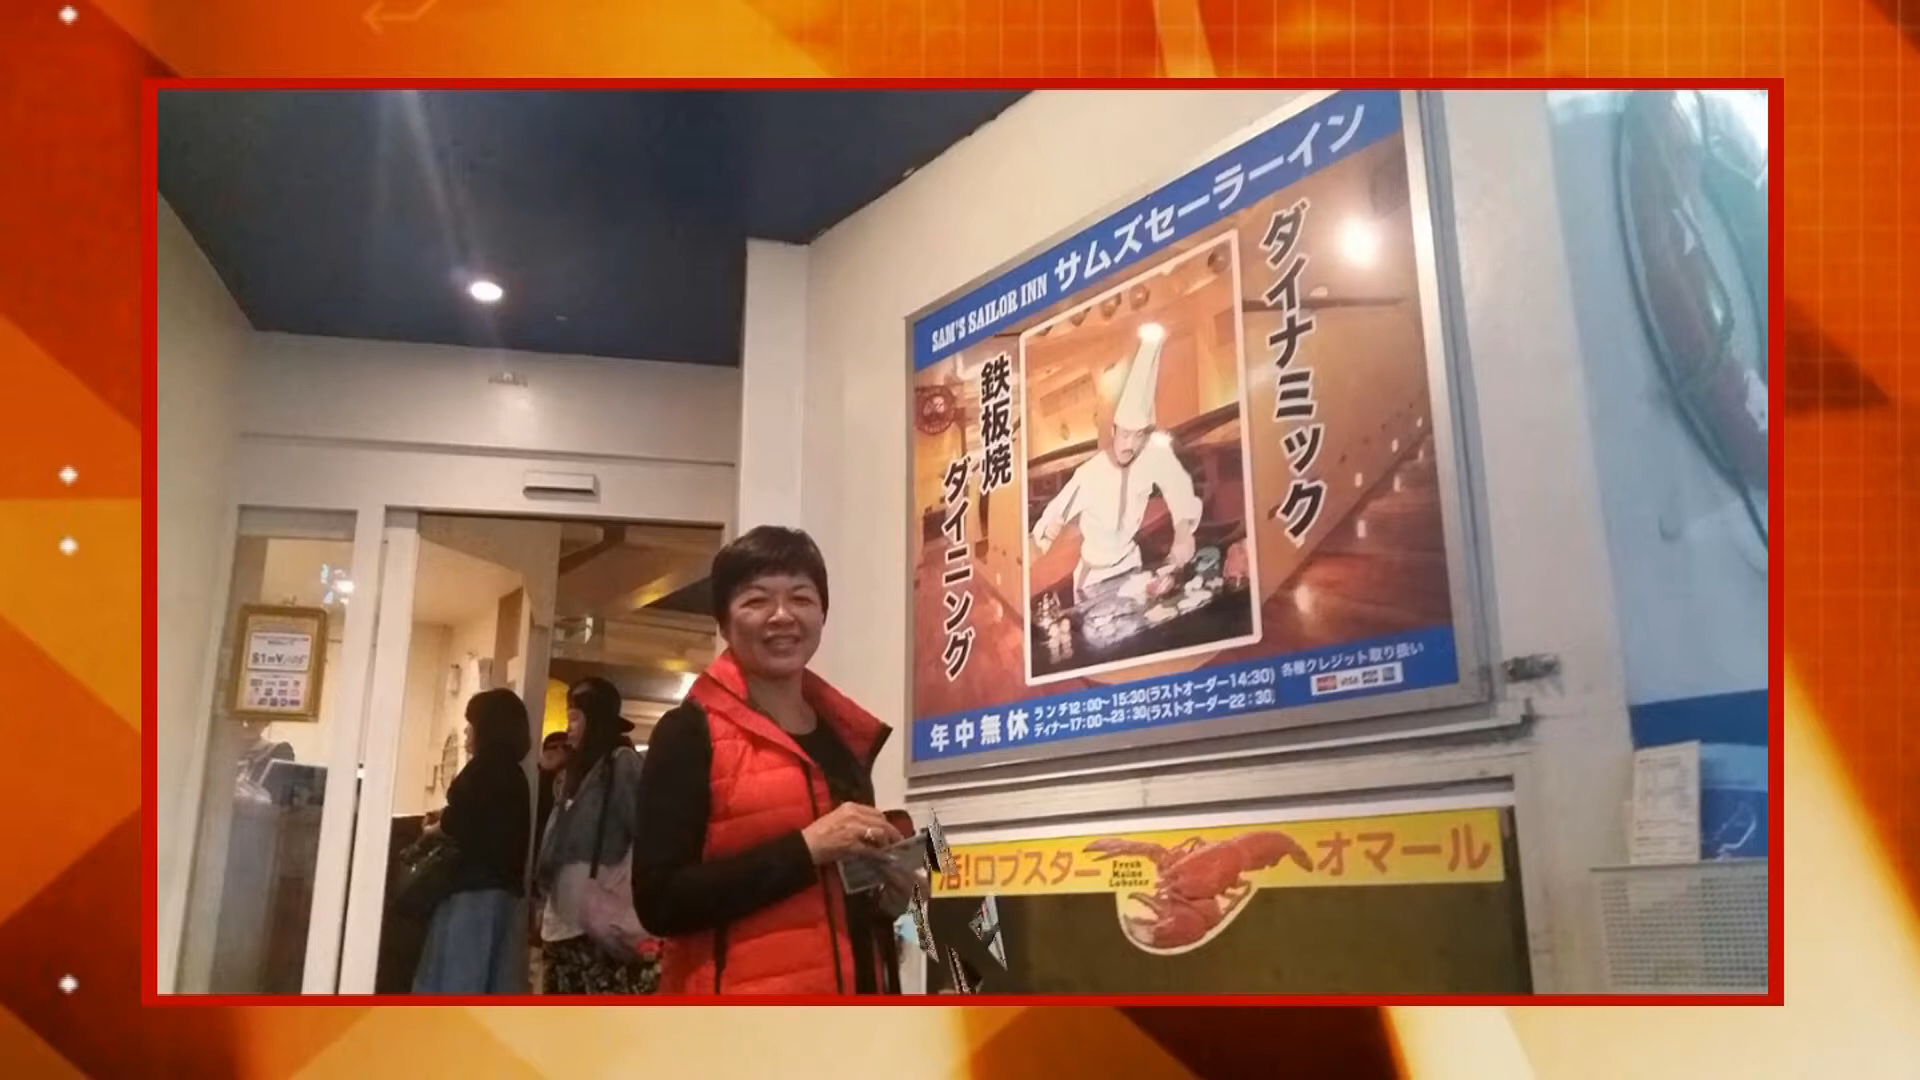 SAM'S SAILOR INN サムズセーラーイン
ダイナミック
鉄板焼
ダイニング
年中無休
ランチ12:00～15:30(ラストオーダー14:30)
ディナー17:00～23:30(ラストオーダー22:30)
各種クレジット取り扱い
VISA
活!ロブスター
Fresh
Maine
Lobster
オマール